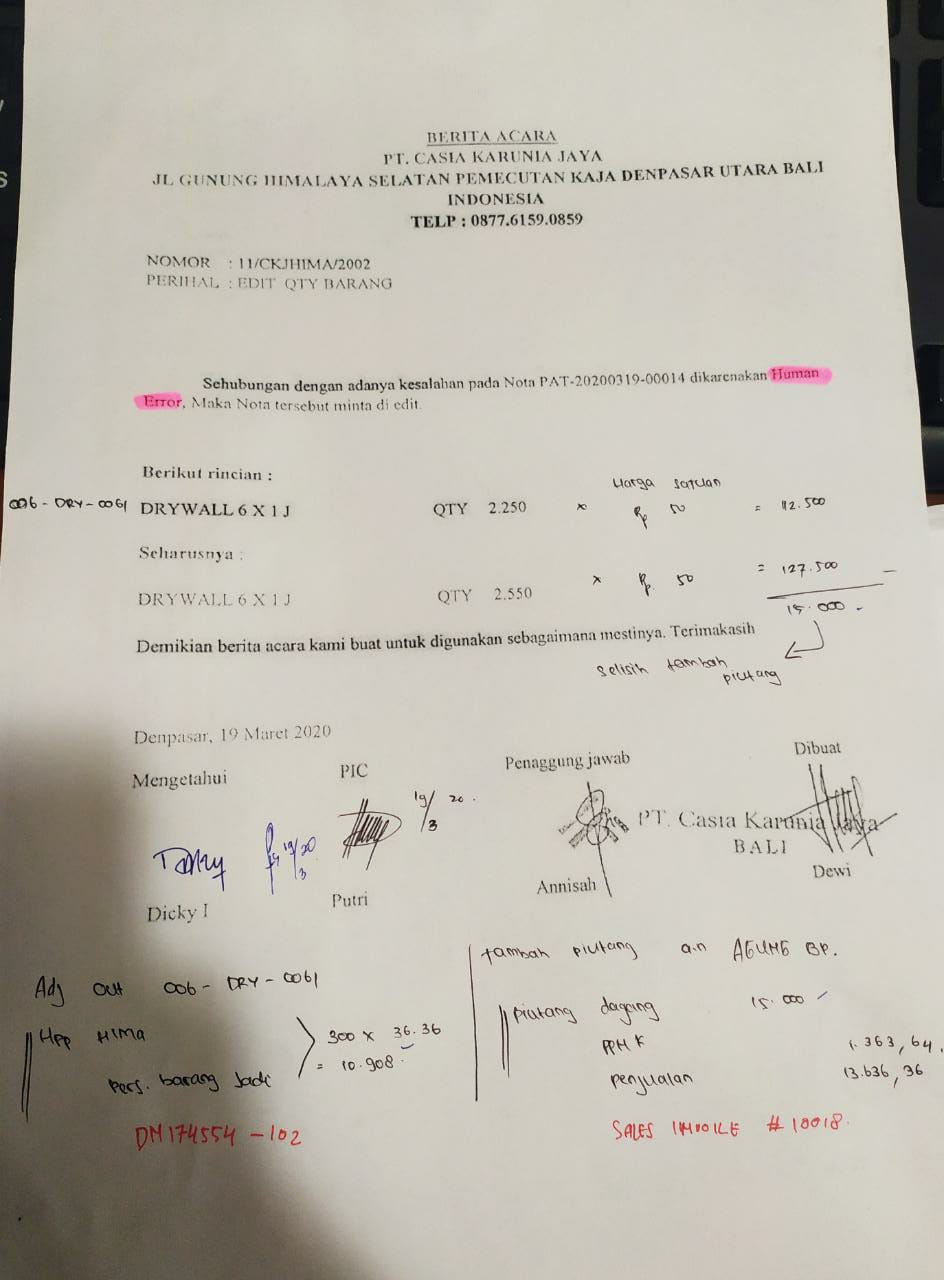 BERITA ACARA
PT. CASIA KARUNIA JAYA
JL GUNUNG HIMALAYA SELATAN PEMECUTAN KAJA DENPASAR UTARA BALI
INDONESIA
TELP : 0877.6159.0859
NOMOR : 11/CKJHIMA/2002
PERIHAL : EDIT QTY BARANG
Sehubungan dengan adanya kesalahan pada Nota PAT-20200319-00014 dikarenakan Human
Error, Maka Nota tersebut minta di edit.
Berikut rincian :
Harga satuan
006 - DRY - 0061 DRYWALL 6 X 1 J QTY 2.250 x Rp 50 = 112.500
Seharusnya :
DRYWALL 6 X 1 J QTY 2.550 x Rp. 50 = 127.500 -
15.000
Demikian berita acara kami buat untuk digunakan sebagaimana mestinya. Terimakasih
Selisih tambah
piutang
Denpasar, 19 Maret 2020
Mengetahui PIC Penaggung jawab Dibuat
19/3 20.
19/3 20
PT. Casia Karunia Jaya
BALI
Dicky I Putri Annisah Dewi
tambah piutang a.n AGUNG BP.
Adj out 006 - DRY - 0061
piutang dagang 15.000
HPP HIMA 300 x 36.36
PPN K 1.363,64.
pers. barang Jadi = 10.908
penjualan 13.636,36
DM174554 - 102
SALES INVOICE # 10018.